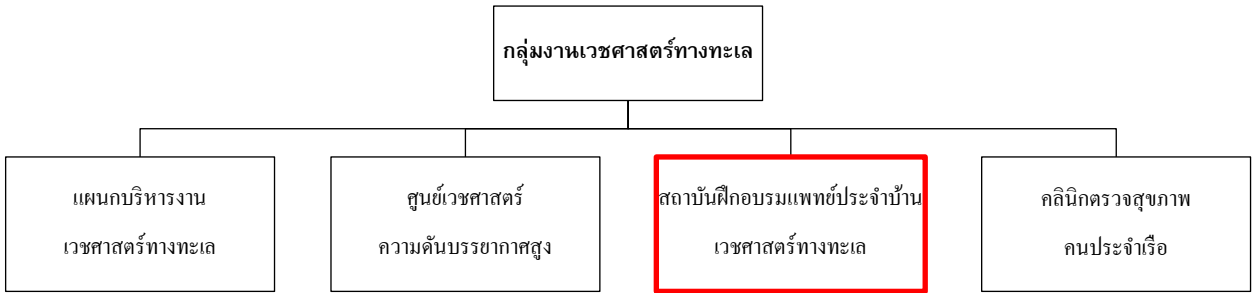 กลุ่มงานเวชศาสตร์ทางทะเล
แผนกบริหารงาน
เวชศาสตร์ทางทะเล
ศูนย์เวชศาสตร์
ความดันบรรยากาศสูง
สถาบันฝึกอบรมแพทย์ประจำบ้าน
เวชศาสตร์ทางทะเล
คลินิกตรวจสุขภาพ
คนประจำเรือ